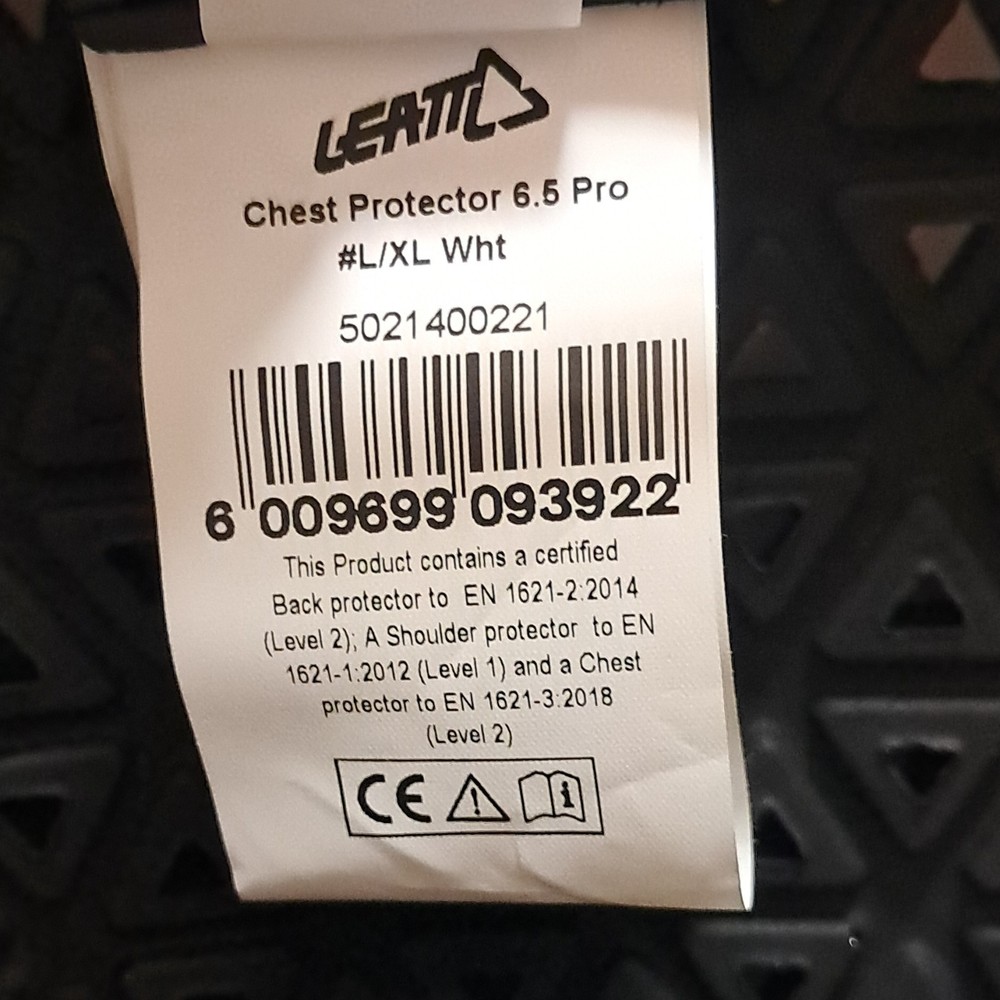 LEATT
Chest Protector 6.5 Pro
#L/XL Wht
5021400221
6 009699 093922
This Product contains a certified
Back protector to EN 1621-2:2014
(Level 2); A Shoulder protector to EN
1621-1:2012 (Level 1) and a Chest
protector to EN 1621-3:2018
(Level 2)
CE ! i